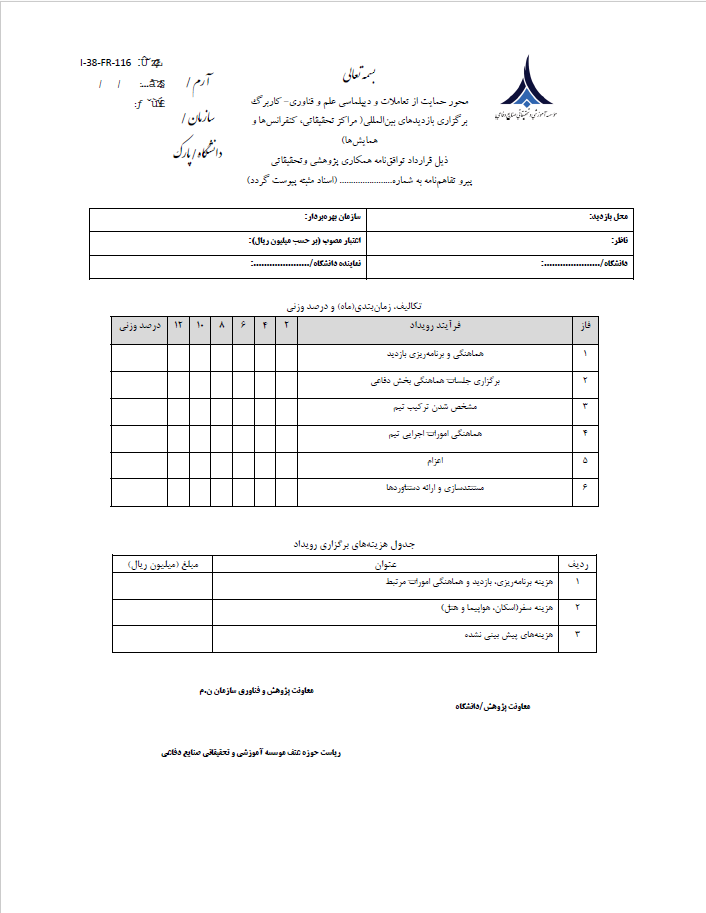 بسمه تعالی
محور حمایت از تعاملات و دیپلماسی علم و فناوری- کاربرگ
برگزاری بازدیدهای بین‌المللی( مراکز تحقیقاتی، کنفرانس‌ها و
همایش‌ها)
ذیل قرارداد توافق‌نامه همکاری پژوهشی وتحقیقاتی
پیرو تفاهم‌نامه به شماره...................... (اسناد مثبته پیوست گردد)
موسسه آموزشی و تحقیقاتی صنایع دفاعی
آرم /
سازمان /
دانشگاه / پارک
I-38-FR-116
/ /
محل بازدید: سازمان بهره‌بردار:
ناظر: اعتبار مصوب (بر حسب میلیون ریال):
دانشگاه/.....................: نماینده دانشگاه/.....................:
تکالیف، زمان‌بندی(ماه) و درصد وزنی
فاز فرآیند رویداد ۲ ۴ ۶ ۸ ۱۰ ۱۲ درصد وزنی
۱ هماهنگی و برنامه‌ریزی بازدید
۲ برگزاری جلسات هماهنگی بخش دفاعی
۳ مشخص شدن ترکیب تیم
۴ هماهنگی امورات اجرایی تیم
۵ اعزام
۶ مستندسازی و ارائه دستاوردها
جدول هزینه‌های برگزاری رویداد
ردیف عنوان مبلغ (میلیون ریال)
۱ هزینه برنامه‌ریزی، بازدید و هماهنگی امورات مرتبط
۲ هزینه سفر(اسکان، هواپیما و هتل)
۳ هزینه‌های پیش بینی نشده
معاونت پژوهش و فناوری سازمان ن.م
معاونت پژوهش/دانشگاه
ریاست حوزه عتف موسسه آموزشی و تحقیقاتی صنایع دفاعی